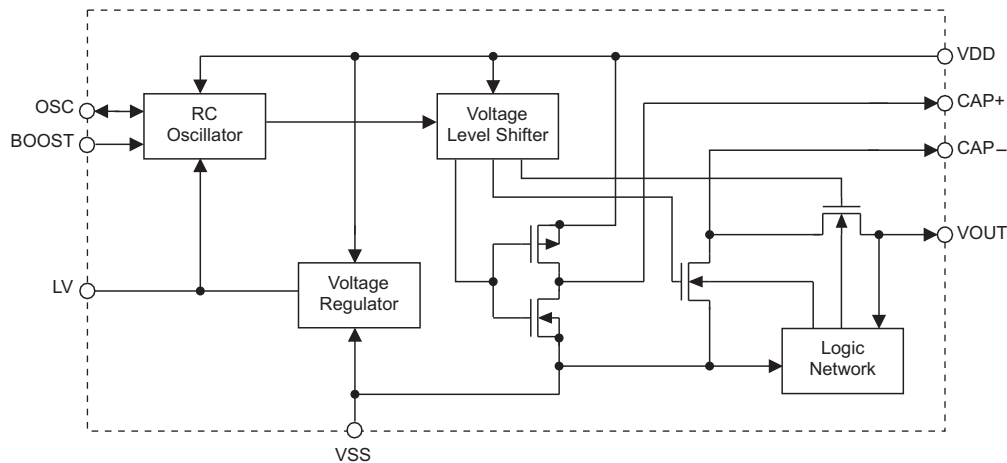 VDD
OSC
RC
Oscillator
Voltage
Level Shifter
CAP+
BOOST
CAP−
VOUT
LV
Voltage
Regulator
Logic
Network
VSS